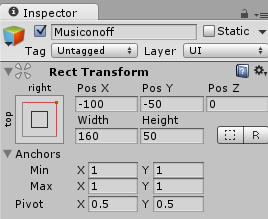 Inspector
Musiconoff Static
Tag Untagged Layer UI
Rect Transform
right Pos X Pos Y Pos Z
top -100 -50 0
Width Height
160 50 R
Anchors
Min X 1 Y 1
Max X 1 Y 1
Pivot X 0.5 Y 0.5